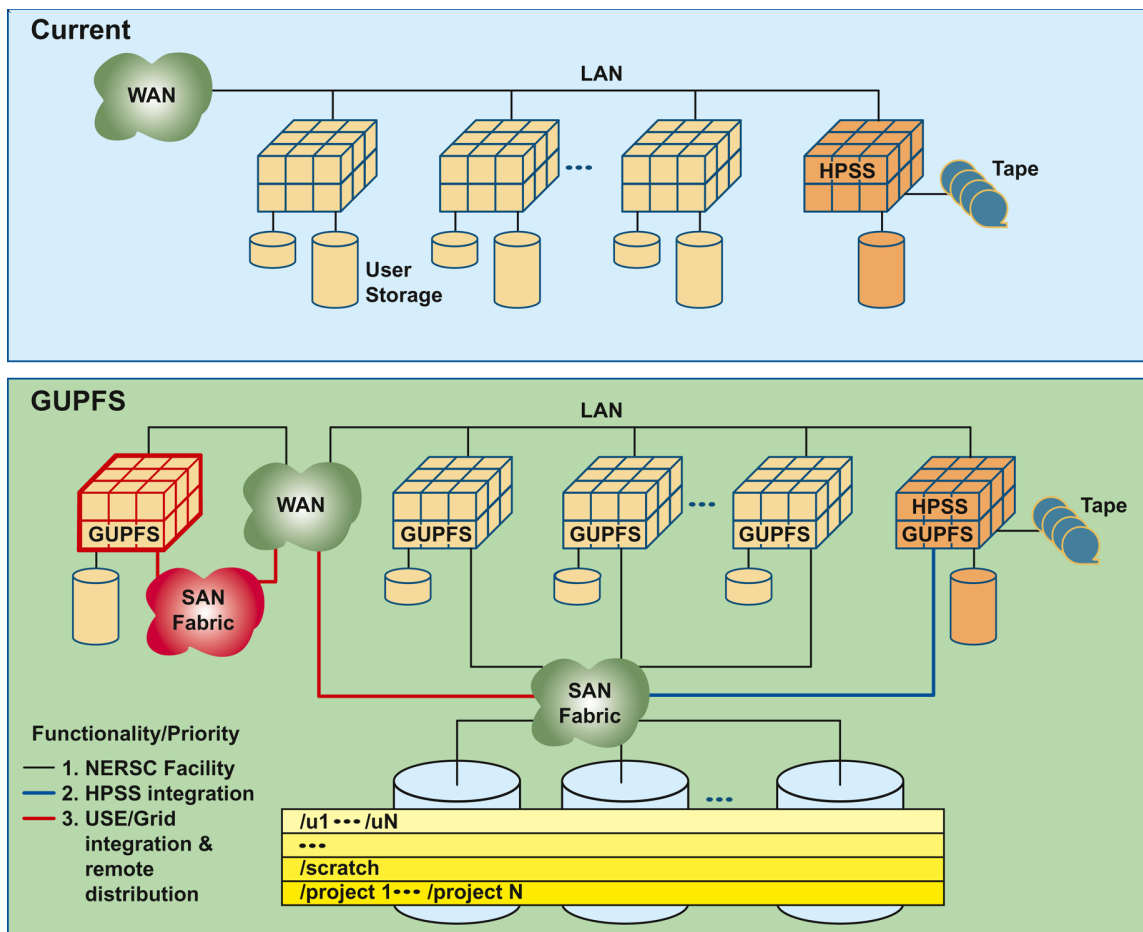 Current
LAN
WAN
HPSS
Tape
User
Storage
GUPFS
LAN
WAN
HPSS
Tape
GUPFS
GUPFS
GUPFS
GUPFS
GUPFS
SAN
Fabric
SAN
Fabric
Functionality/Priority
1. NERSC Facility
2. HPSS integration
3. USE/Grid
integration &
remote
distribution
/u1 ••• /uN
•••
/scratch
/project 1••• /project N